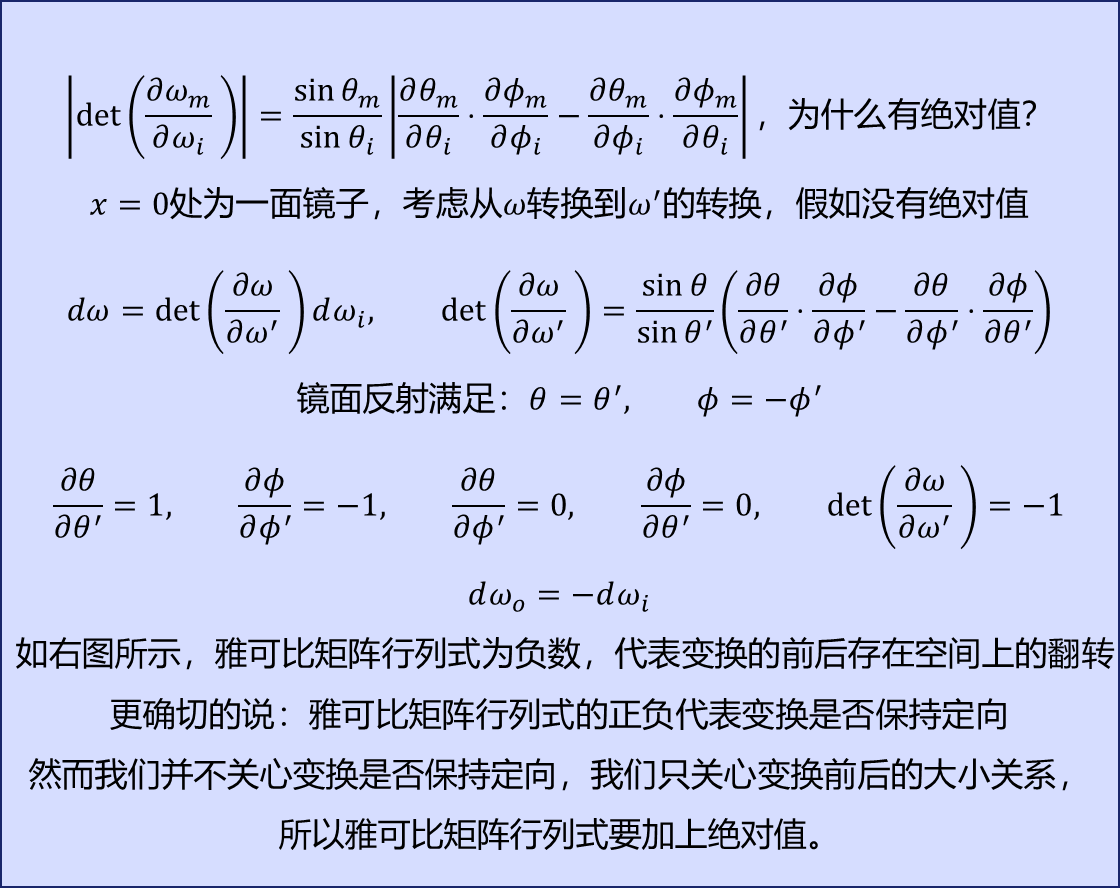 |det(∂ω_m/∂ω_i)| = sin θ_m/sin θ_i |∂θ_m/∂θ_i · ∂ϕ_m/∂ϕ_i − ∂θ_m/∂ϕ_i · ∂ϕ_m/∂θ_i|，为什么有绝对值？
x = 0处为一面镜子，考虑从ω转换到ω′的转换，假如没有绝对值
dω = det(∂ω/∂ω′) dω_i, det(∂ω/∂ω′) = sin θ/sin θ′ (∂θ/∂θ′ · ∂ϕ/∂ϕ′ − ∂θ/∂ϕ′ · ∂ϕ/∂θ′)
镜面反射满足：θ = θ′, ϕ = −ϕ′
∂θ/∂θ′ = 1, ∂ϕ/∂ϕ′ = −1, ∂θ/∂ϕ′ = 0, ∂ϕ/∂θ′ = 0, det(∂ω/∂ω′) = −1
dω_o = −dω_i
如右图所示，雅可比矩阵行列式为负数，代表变换的前后存在空间上的翻转
更确切的说：雅可比矩阵行列式的正负代表变换是否保持定向
然而我们并不关心变换是否保持定向，我们只关心变换前后的大小关系，
所以雅可比矩阵行列式要加上绝对值。